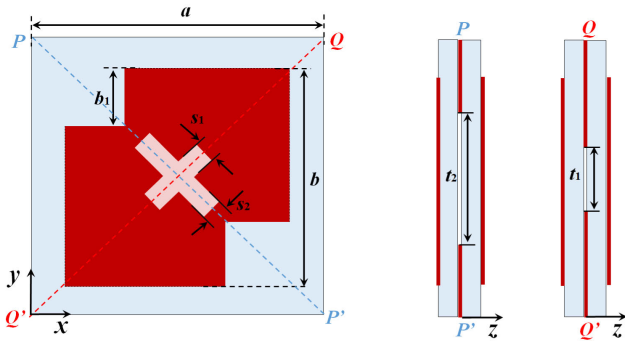 a
P
Q
P
Q
b₁
s₁
b
t₂
t₁
s₂
y
x
Q'
P'
P'
z
Q'
z